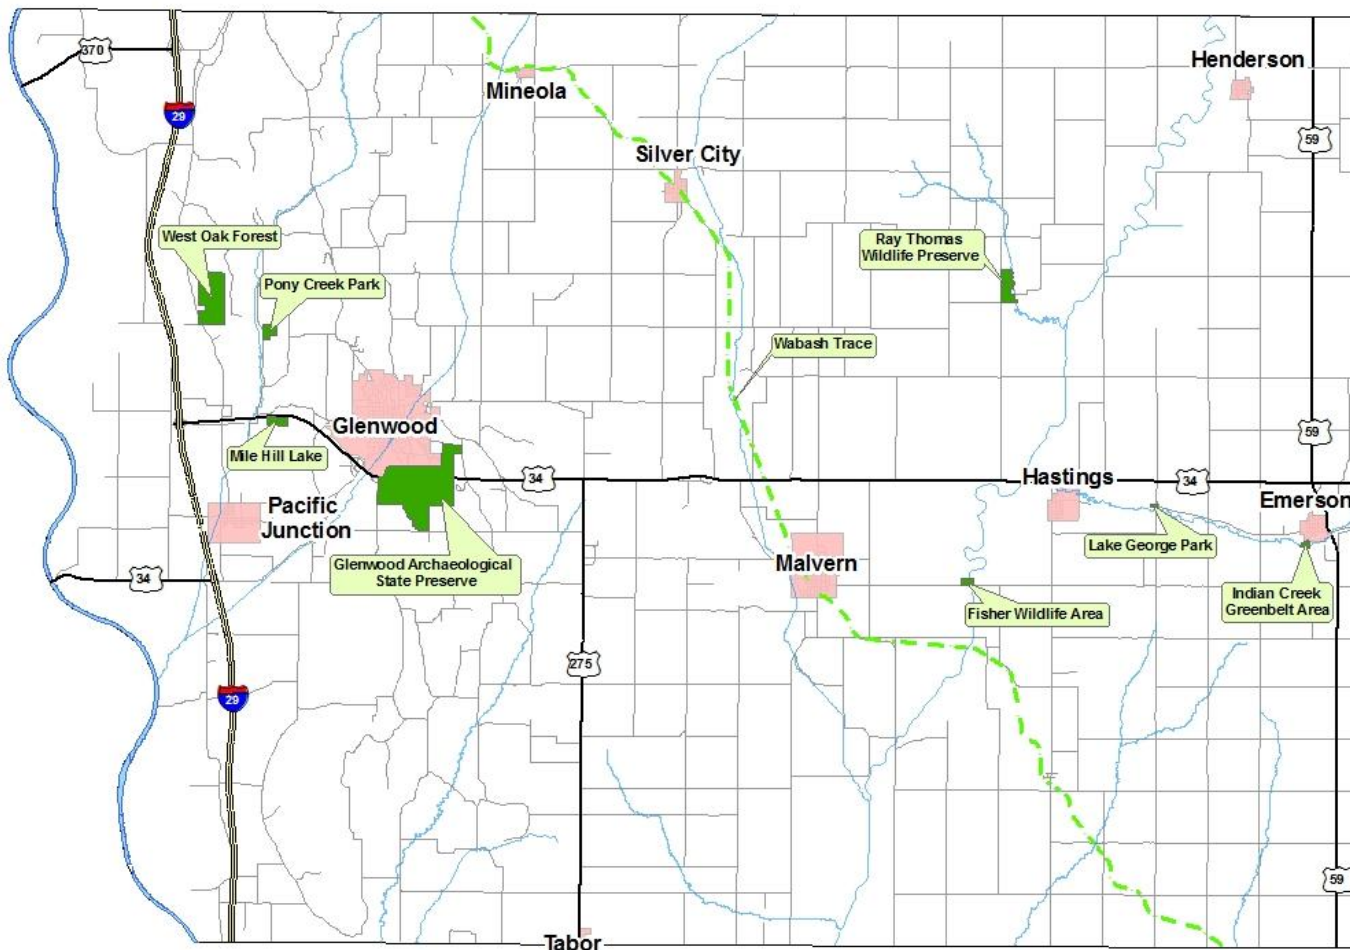 370
Henderson
Mineola
29
59
Silver City
West Oak Forest
Ray Thomas
Wildlife Preserve
Pony Creek Park
Wabash Trace
Glenwood
59
Mile Hill Lake
34
Hastings
34
Pacific
Junction
Emerson
Lake George Park
Glenwood Archaeological
State Preserve
Malvern
34
Indian Creek
Greenbelt Area
Fisher Wildlife Area
275
29
59
Tabor